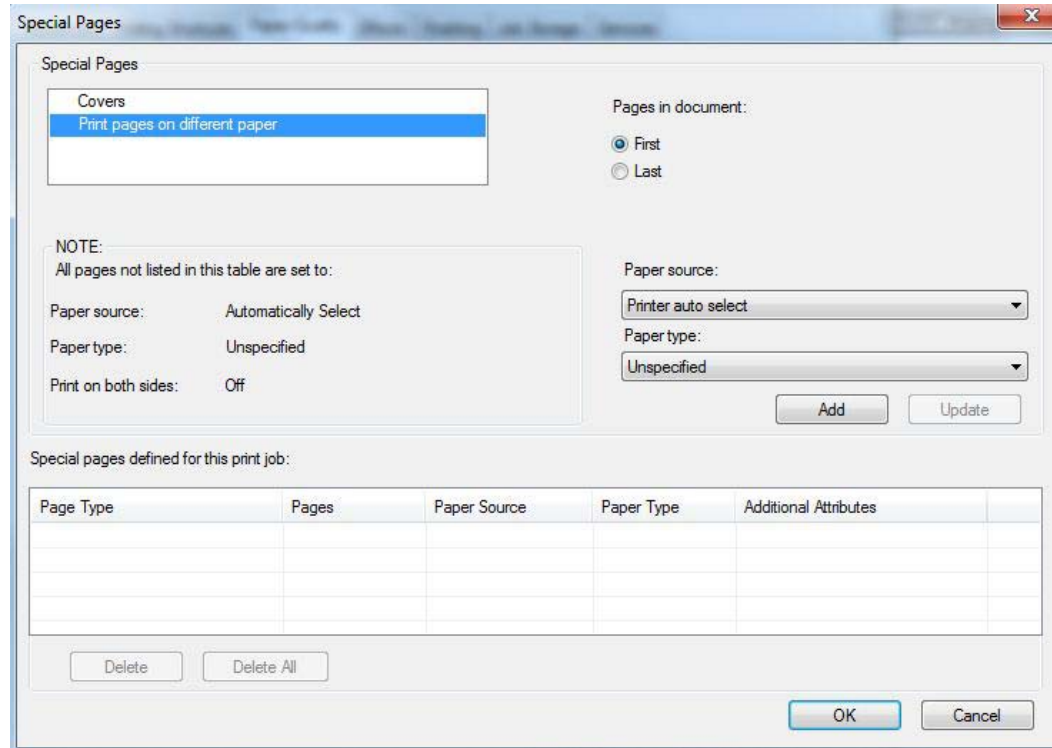 Special Pages
Special Pages
Covers
Print pages on different paper
Pages in document:
First
Last
NOTE:
All pages not listed in this table are set to:
Paper source: Automatically Select
Paper type: Unspecified
Print on both sides: Off
Paper source:
Printer auto select
Paper type:
Unspecified
Add Update
Special pages defined for this print job:
Page Type Pages Paper Source Paper Type Additional Attributes
Delete Delete All
OK Cancel